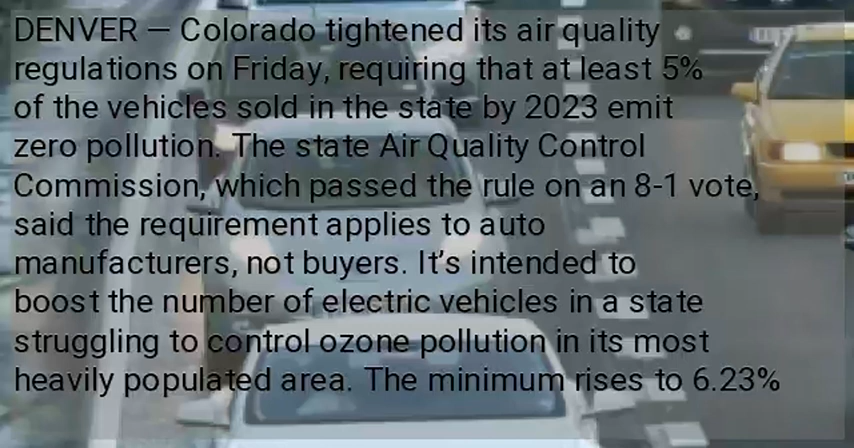 DENVER — Colorado tightened its air quality
regulations on Friday, requiring that at least 5%
of the vehicles sold in the state by 2023 emit
zero pollution. The state Air Quality Control
Commission, which passed the rule on an 8-1 vote,
said the requirement applies to auto
manufacturers, not buyers. It’s intended to
boost the number of electric vehicles in a state
struggling to control ozone pollution in its most
heavily populated area. The minimum rises to 6.23%